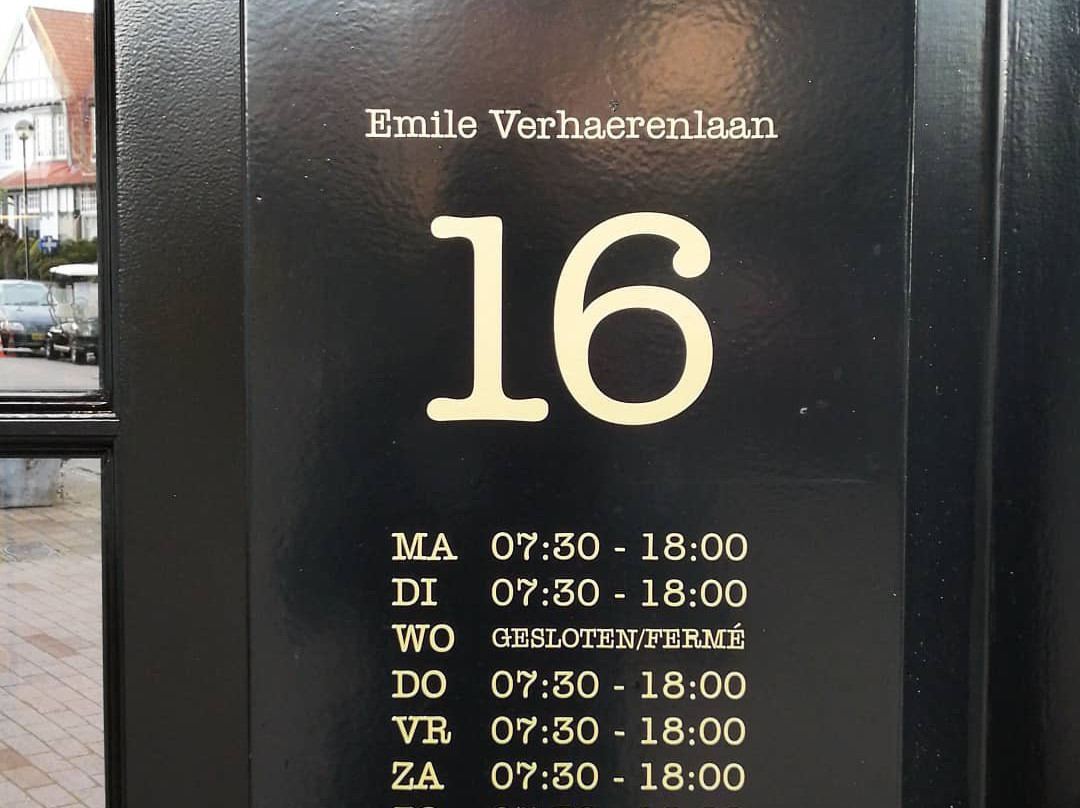 Emile Verhaerenlaan
16
MA 07:30 - 18:00
DI 07:30 - 18:00
WO GESLOTEN/FERMÉ
DO 07:30 - 18:00
VR 07:30 - 18:00
ZA 07:30 - 18:00